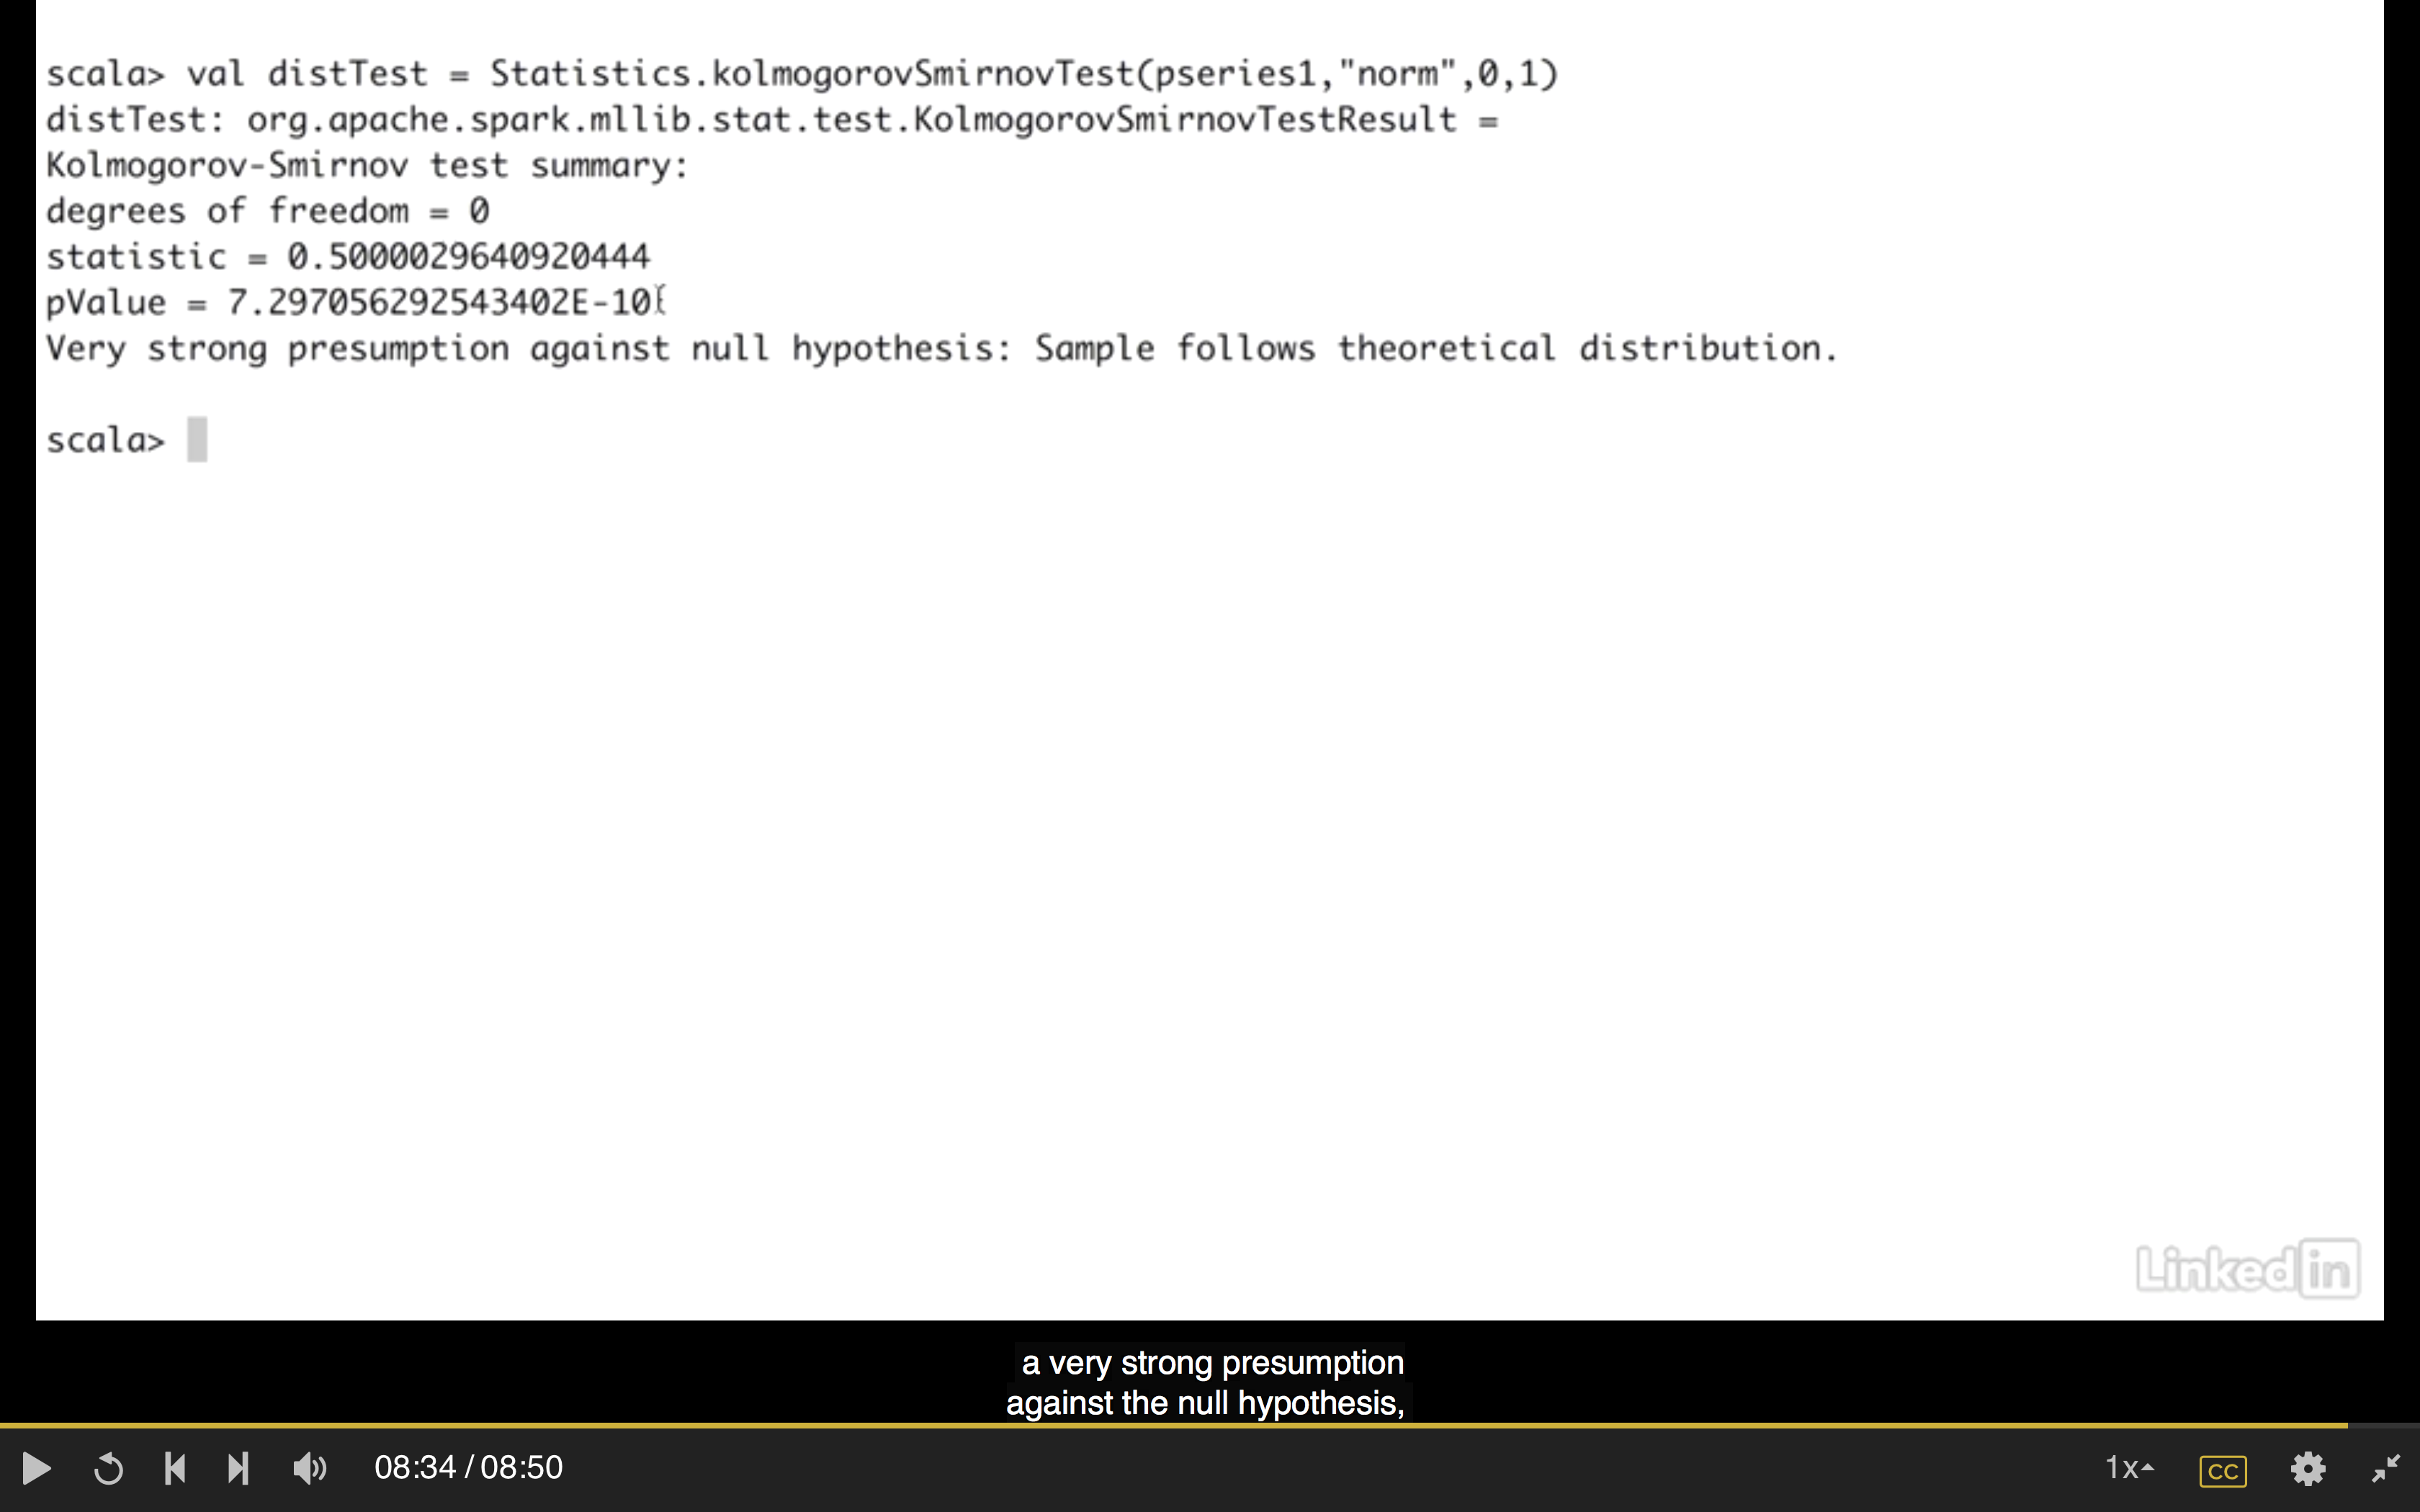 scala> val distTest = Statistics.kolmogorovSmirnovTest(pseries1,"norm",0,1)
distTest: org.apache.spark.mllib.stat.test.KolmogorovSmirnovTestResult =
Kolmogorov-Smirnov test summary:
degrees of freedom = 0
statistic = 0.5000029640920444
pValue = 7.297056292543402E-10
Very strong presumption against null hypothesis: Sample follows theoretical distribution.
scala>
Linkedin
a very strong presumption
against the null hypothesis,
08:34 / 08:50
1x
CC